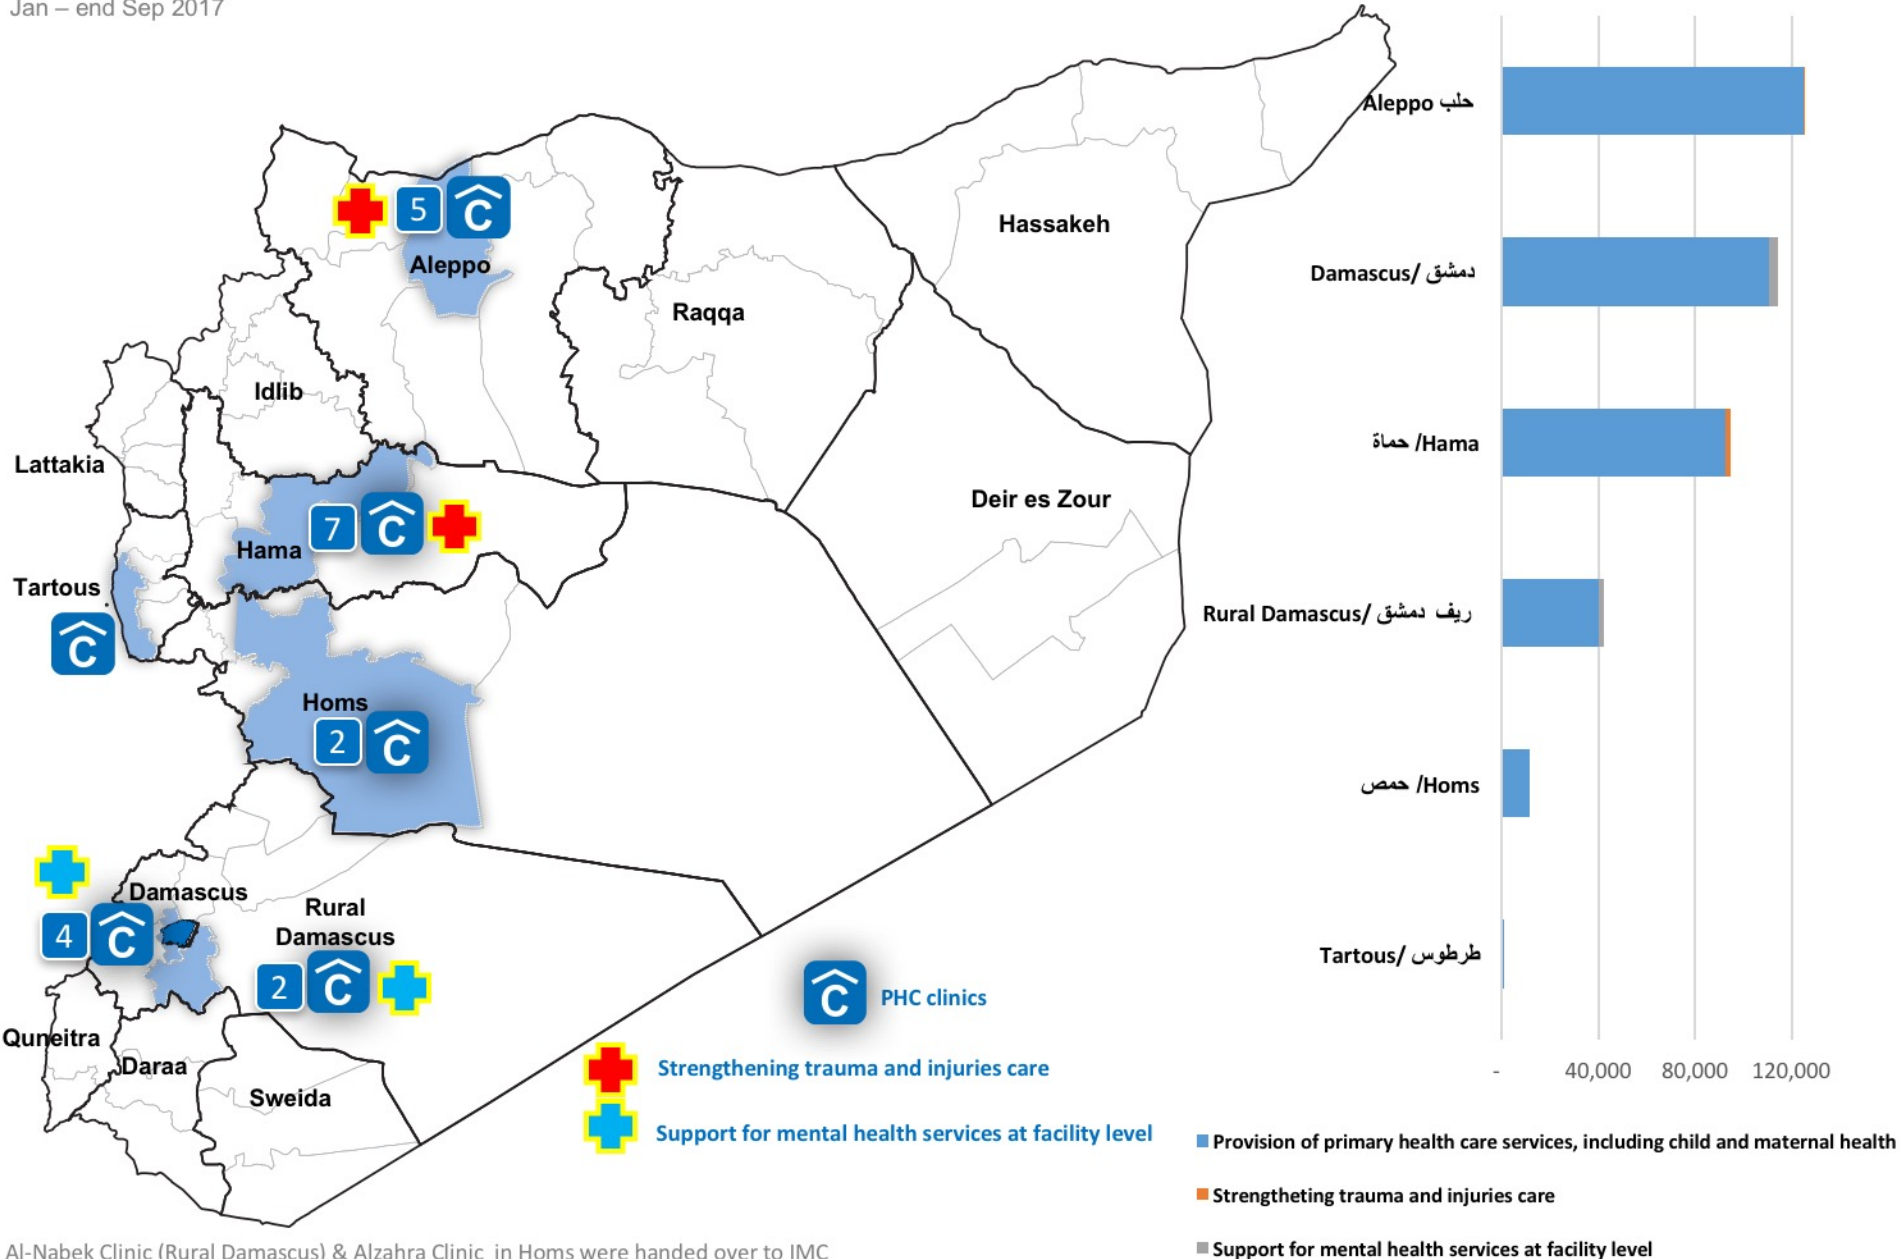 Jan – end Sep 2017
5
Aleppo
Hassakeh
Raqqa
Idlib
Lattakia
7
Hama
Deir es Zour
Tartous
Homs
2
Damascus
4
Rural
Damascus
2
Quneitra
Daraa
Sweida
PHC clinics
Strengthening trauma and injuries care
Support for mental health services at facility level
Al-Nabek Clinic (Rural Damascus) & Alzahra Clinic in Homs were handed over to IMC
Aleppo حلب
Damascus/ دمشق
حماة /Hama
Rural Damascus/ ريف دمشق
حمص /Homs
Tartous/ طرطوس
- 40,000 80,000 120,000
Provision of primary health care services, including child and maternal health
Strengtheting trauma and injuries care
Support for mental health services at facility level